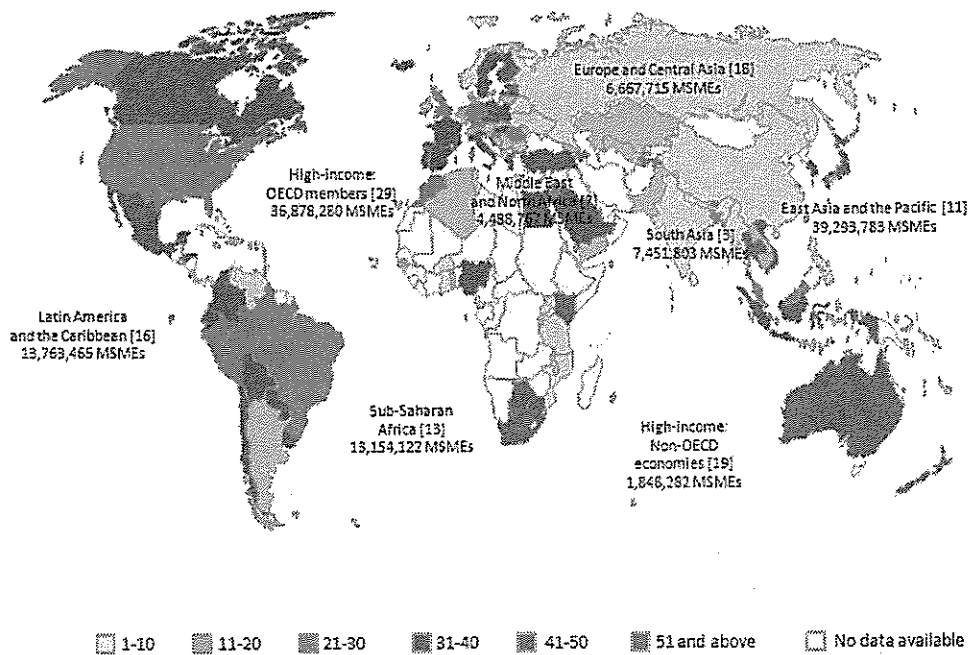 Europe and Central Asia [18]
6,667,715 MSMEs
High-income:
OECD members [29]
36,878,280 MSMEs
Middle East
and North Africa [7]
South Asia [3]
7,451,803 MSMEs
East Asia and the Pacific [11]
39,293,783 MSMEs
Latin America
and the Caribbean [16]
13,763,465 MSMEs
Sub-Saharan
Africa [13]
13,154,122 MSMEs
High-income:
Non-OECD
economies [19]
1,848,282 MSMEs
1-10 11-20 21-30 31-40 41-50 51 and above No data available